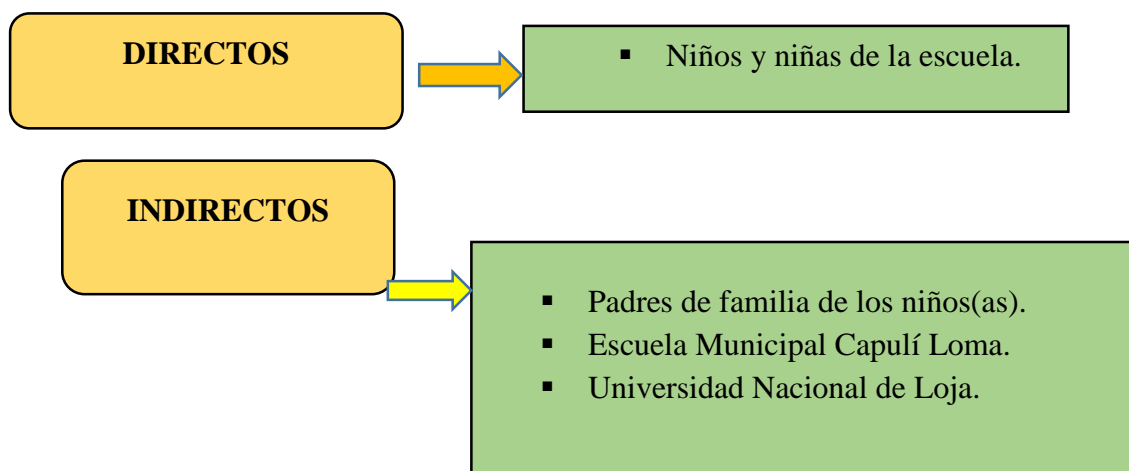 DIRECTOS
▪ Niños y niñas de la escuela.
INDIRECTOS
▪ Padres de familia de los niños(as).
▪ Escuela Municipal Capulí Loma.
▪ Universidad Nacional de Loja.